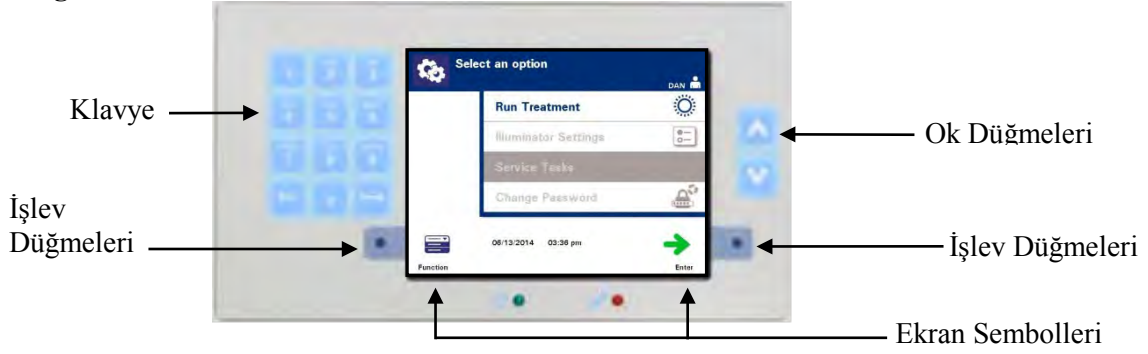 Select an option
DAN
Klavye
Run Treatment
Illuminator Settings
Ok Düğmeleri
Service Tasks
Change Password
İşlev
Düğmeleri
06/13/2014 03:36 pm
İşlev Düğmeleri
Function
Enter
Ekran Sembolleri